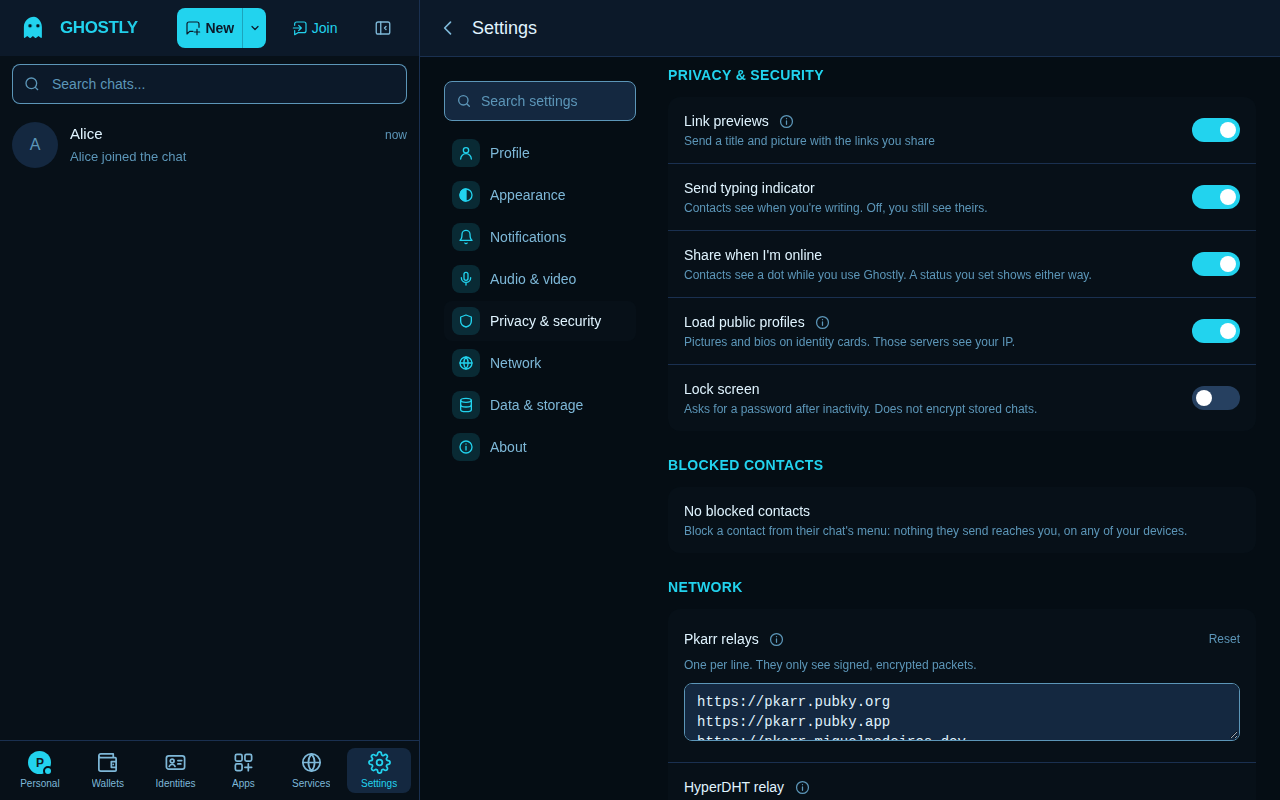 GHOSTLY
New
Join
Search chats...
A
Alice
now
Alice joined the chat
P
Personal
Wallets
Identities
Apps
Services
Settings
Settings
Search settings
Profile
Appearance
Notifications
Audio & video
Privacy & security
Network
Data & storage
About
PRIVACY & SECURITY
Link previews
Send a title and picture with the links you share
Send typing indicator
Contacts see when you're writing. Off, you still see theirs.
Share when I'm online
Contacts see a dot while you use Ghostly. A status you set shows either way.
Load public profiles
Pictures and bios on identity cards. Those servers see your IP.
Lock screen
Asks for a password after inactivity. Does not encrypt stored chats.
BLOCKED CONTACTS
No blocked contacts
Block a contact from their chat's menu: nothing they send reaches you, on any of your devices.
NETWORK
Pkarr relays
Reset
One per line. They only see signed, encrypted packets.
https://pkarr.pubky.org
https://pkarr.pubky.app
HyperDHT relay